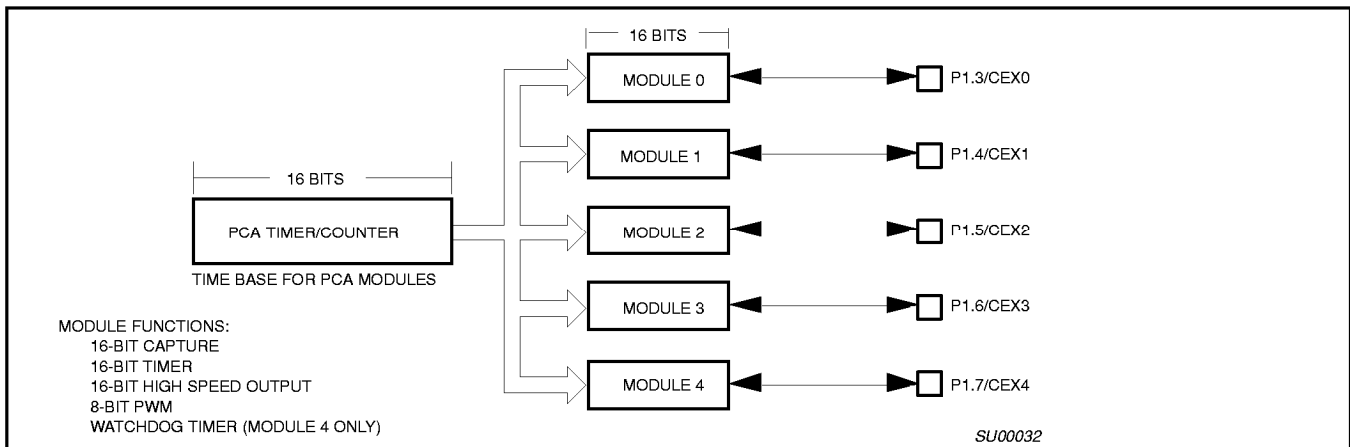 16 BITS
MODULE 0
P1.3/CEX0
MODULE 1
P1.4/CEX1
16 BITS
PCA TIMER/COUNTER
MODULE 2
P1.5/CEX2
TIME BASE FOR PCA MODULES
MODULE 3
P1.6/CEX3
MODULE FUNCTIONS:
16-BIT CAPTURE
16-BIT TIMER
16-BIT HIGH SPEED OUTPUT
8-BIT PWM
WATCHDOG TIMER (MODULE 4 ONLY)
MODULE 4
P1.7/CEX4
SU00032